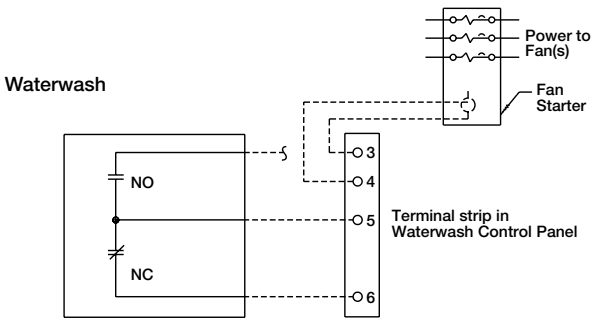 Power to
Fan(s)
Waterwash
Fan
Starter
3
NO
4
5
Terminal strip in
Waterwash Control Panel
NC
6